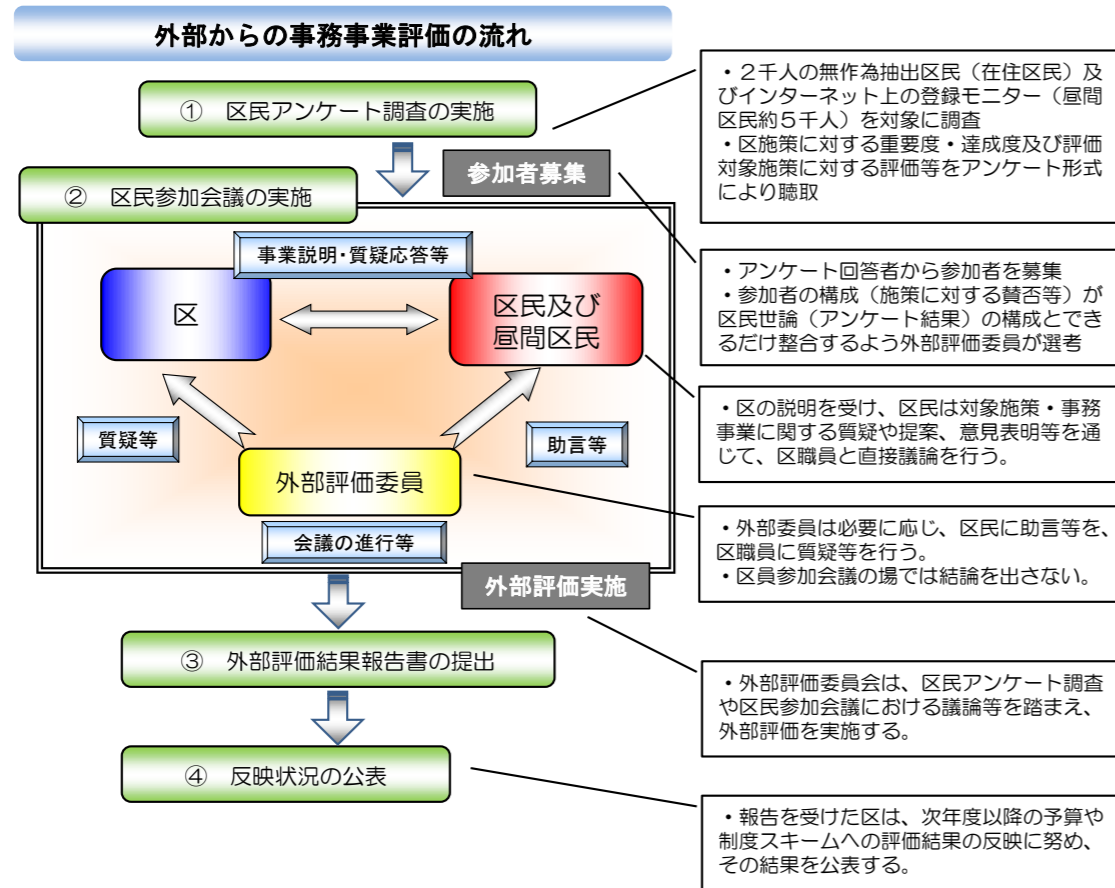 外部からの事務事業評価の流れ
① 区民アンケート調査の実施
参加者募集
② 区民参加会議の実施
事業説明・質疑応答等
区
区民及び
昼間区民
質疑等
助言等
外部評価委員
会議の進行等
外部評価実施
③ 外部評価結果報告書の提出
④ 反映状況の公表
・２千人の無作為抽出区民（在住区民）及
びインターネット上の登録モニター（昼間
区民約５千人）を対象に調査
・区施策に対する重要度・達成度及び評価
対象施策に対する評価等をアンケート形式
により聴取
・アンケート回答者から参加者を募集
・参加者の構成（施策に対する賛否等）が
区民世論（アンケート結果）の構成とでき
るだけ整合するよう外部評価委員が選考
・区の説明を受け、区民は対象施策・事務
事業に関する質疑や提案、意見表明等を通
じて、区職員と直接議論を行う。
・外部委員は必要に応じ、区民に助言等を、
区職員に質疑等を行う。
・区員参加会議の場では結論を出さない。
・外部評価委員会は、区民アンケート調査
や区民参加会議における議論等を踏まえ、
外部評価を実施する。
・報告を受けた区は、次年度以降の予算や
制度スキームへの評価結果の反映に努め、
その結果を公表する。